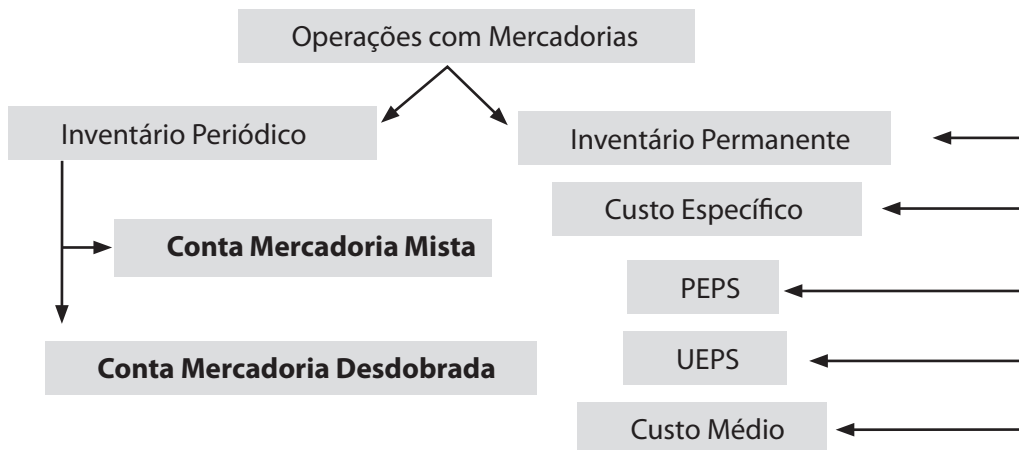 Operações com Mercadorias
Inventário Periódico
Inventário Permanente
Custo Específico
Conta Mercadoria Mista
PEPS
Conta Mercadoria Desdobrada
UEPS
Custo Médio